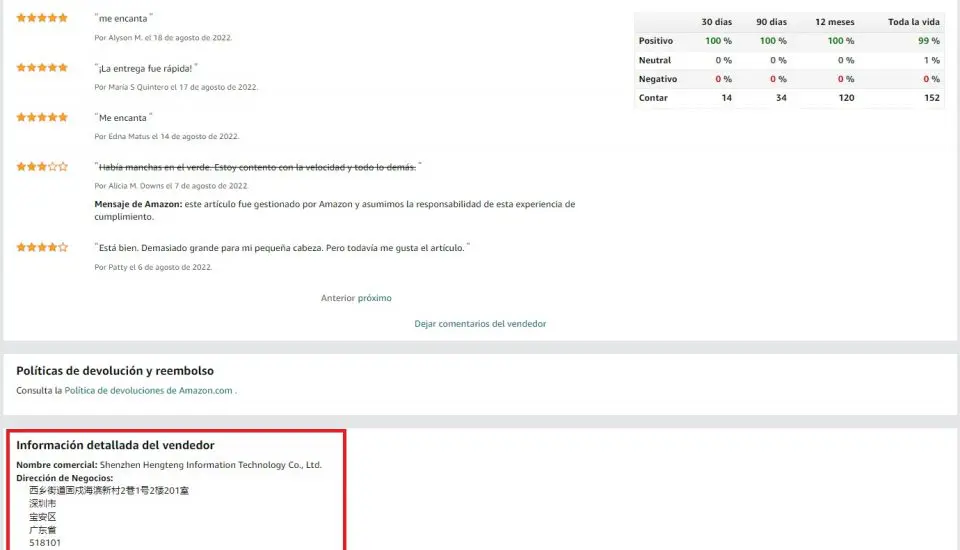 "me encanta"
Por Alyson M. el 18 de agosto de 2022.
"¡La entrega fue rápida!"
Por María S Quintero el 17 de agosto de 2022.
"Me encanta"
Por Edna Matus el 14 de agosto de 2022.
"Había manchas en el verde. Estoy contento con la velocidad y todo lo demás."
Por Alicia M. Downs el 7 de agosto de 2022.
Mensaje de Amazon: este artículo fue gestionado por Amazon y asumimos la responsabilidad de esta experiencia de
cumplimiento.
"Está bien. Demasiado grande para mi pequeña cabeza. Pero todavía me gusta el artículo."
Por Patty el 6 de agosto de 2022.
Anterior próximo
Dejar comentarios del vendedor
30 dias 90 dias 12 meses Toda la vida
Positivo 100 % 100 % 100 % 99 %
Neutral 0 % 0 % 0 % 1 %
Negativo 0 % 0 % 0 % 0 %
Contar 14 34 120 152
Políticas de devolución y reembolso
Consulta la Política de devoluciones de Amazon.com .
Información detallada del vendedor
Nombre comercial: Shenzhen Hengteng Information Technology Co., Ltd.
Dirección de Negocios:
西乡街道固戍海滨新村2巷1号2楼201室
深圳市
宝安区
广东省
518101